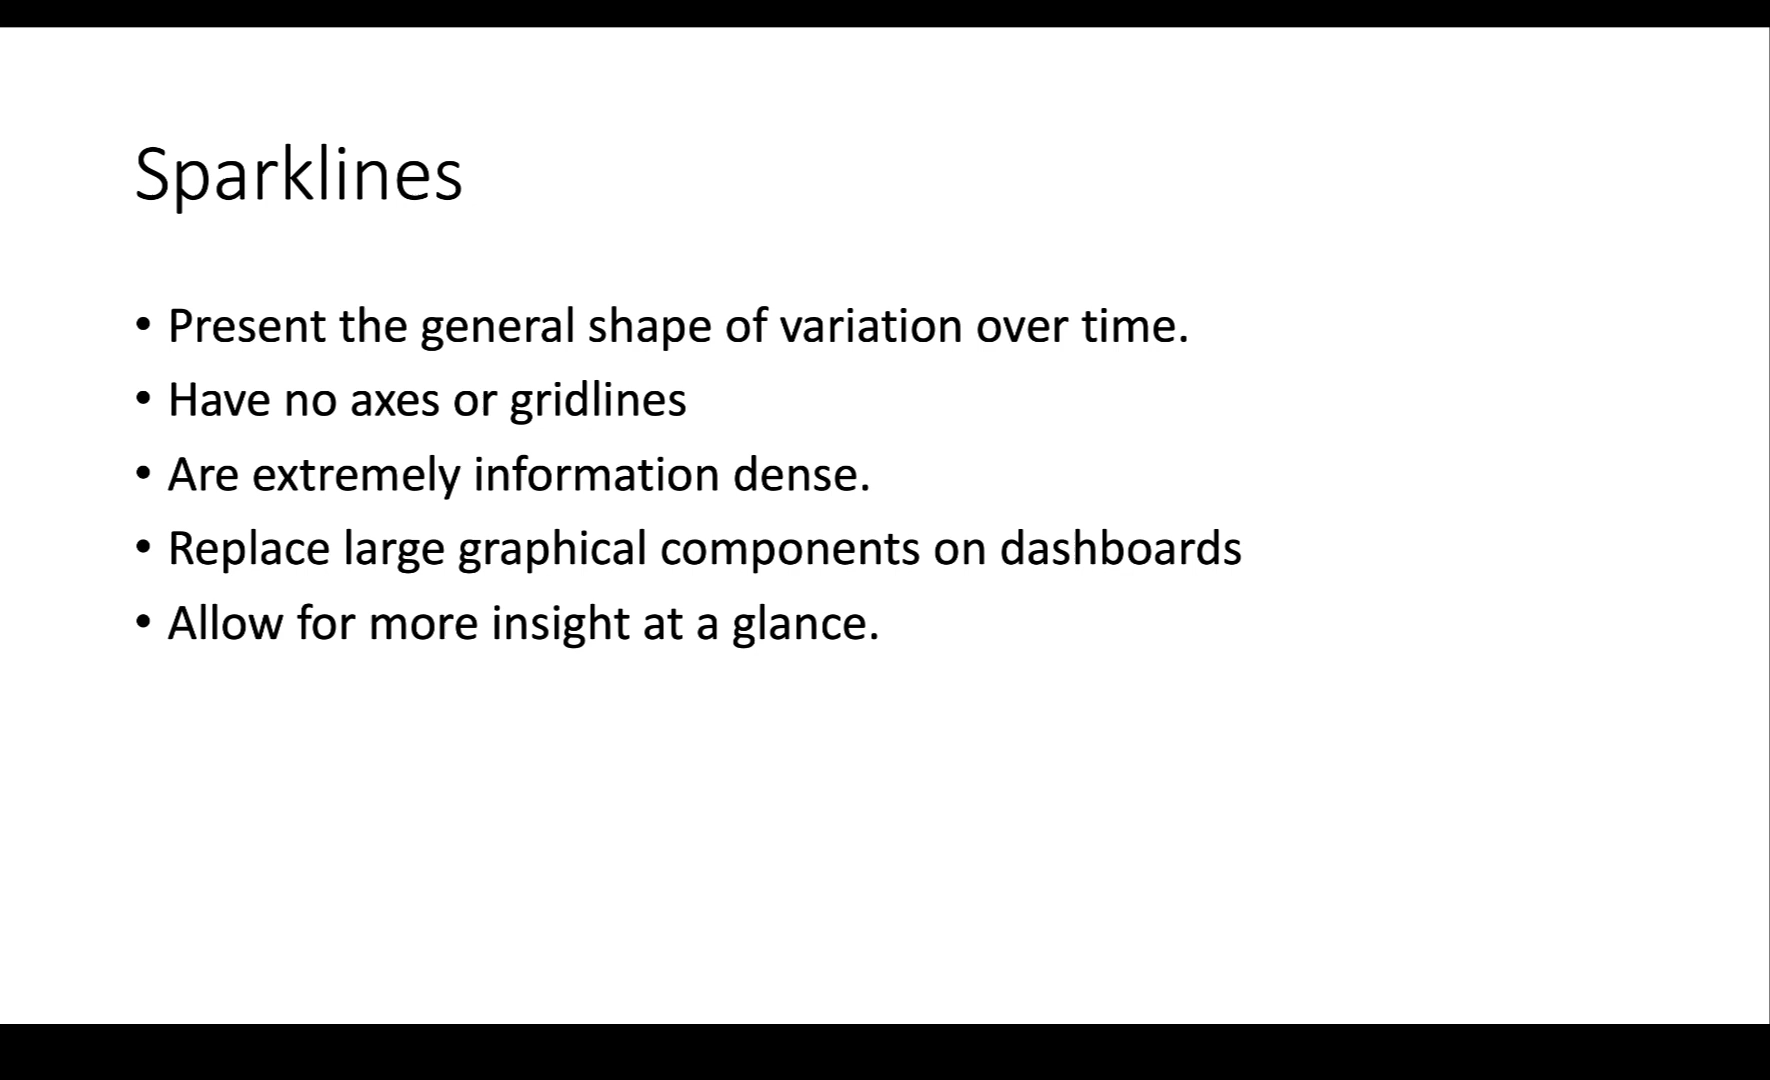 Sparklines
• Present the general shape of variation over time.
• Have no axes or gridlines
• Are extremely information dense.
• Replace large graphical components on dashboards
• Allow for more insight at a glance.